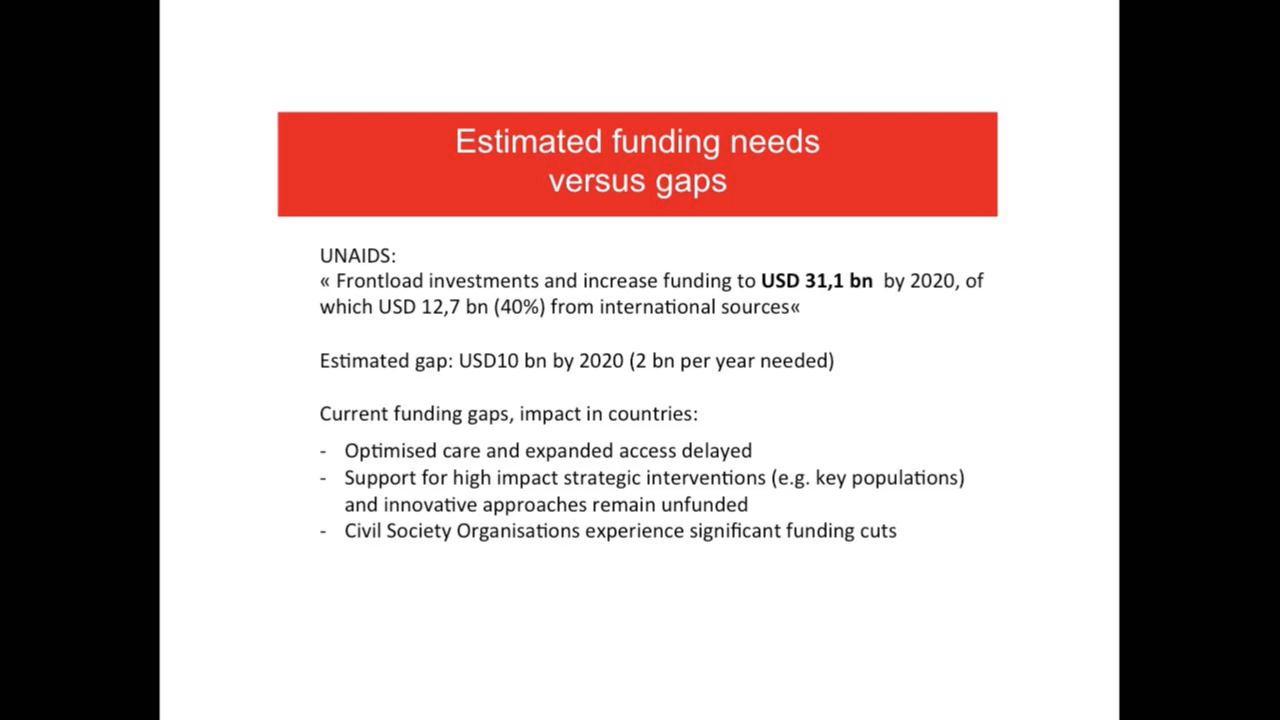 Estimated funding needs
versus gaps
UNAIDS:
« Frontload investments and increase funding to USD 31,1 bn  by 2020, of
which USD 12,7 bn (40%) from international sources«
Estimated gap: USD10 bn by 2020 (2 bn per year needed)
Current funding gaps, impact in countries:
- Optimised care and expanded access delayed
- Support for high impact strategic interventions (e.g. key populations)
and innovative approaches remain unfunded
- Civil Society Organisations experience significant funding cuts